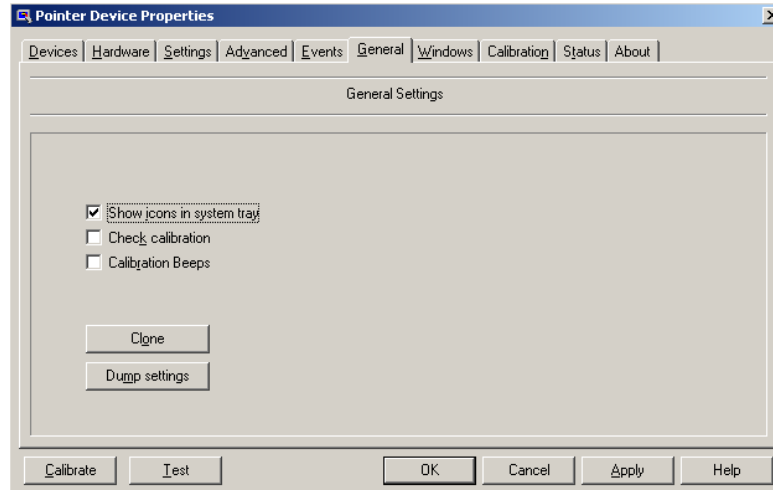 Pointer Device Properties
Devices Hardware Settings Advanced Events General Windows Calibration Status About
General Settings
Show icons in system tray
Check calibration
Calibration Beeps
Clone
Dump settings
Calibrate Test OK Cancel Apply Help